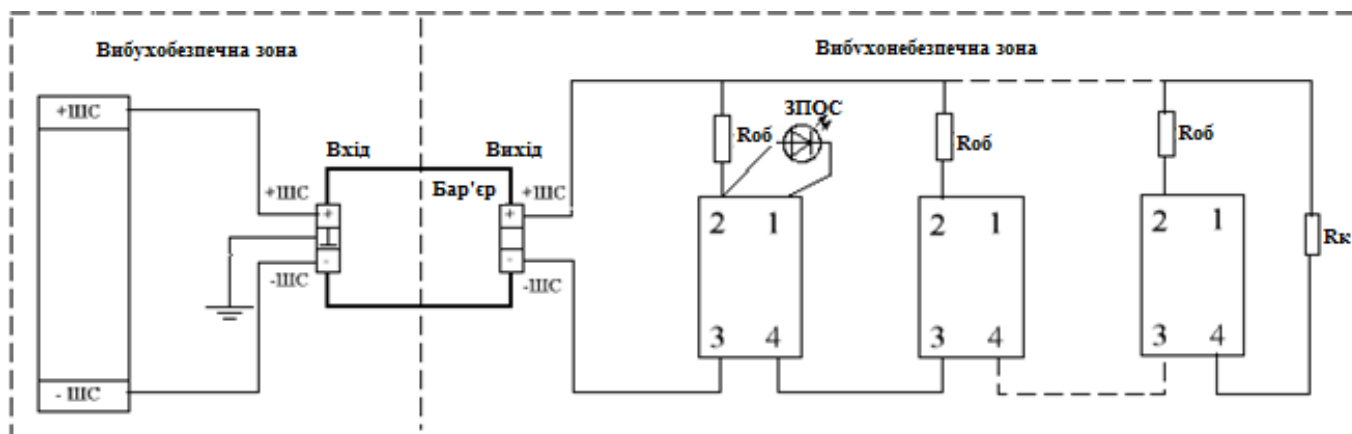 Вибухобезпечна зона
Вибухонебезпечна зона
+ШС
ЗПОС
Rоб
Rоб
Rоб
Вхід
Вихід
+ШС
Бар'єр
+ШС
+
+
2 1
2 1
2 1
Rк
-
-
-ШС
-ШС
3 4
3 4
3 4
- ШС